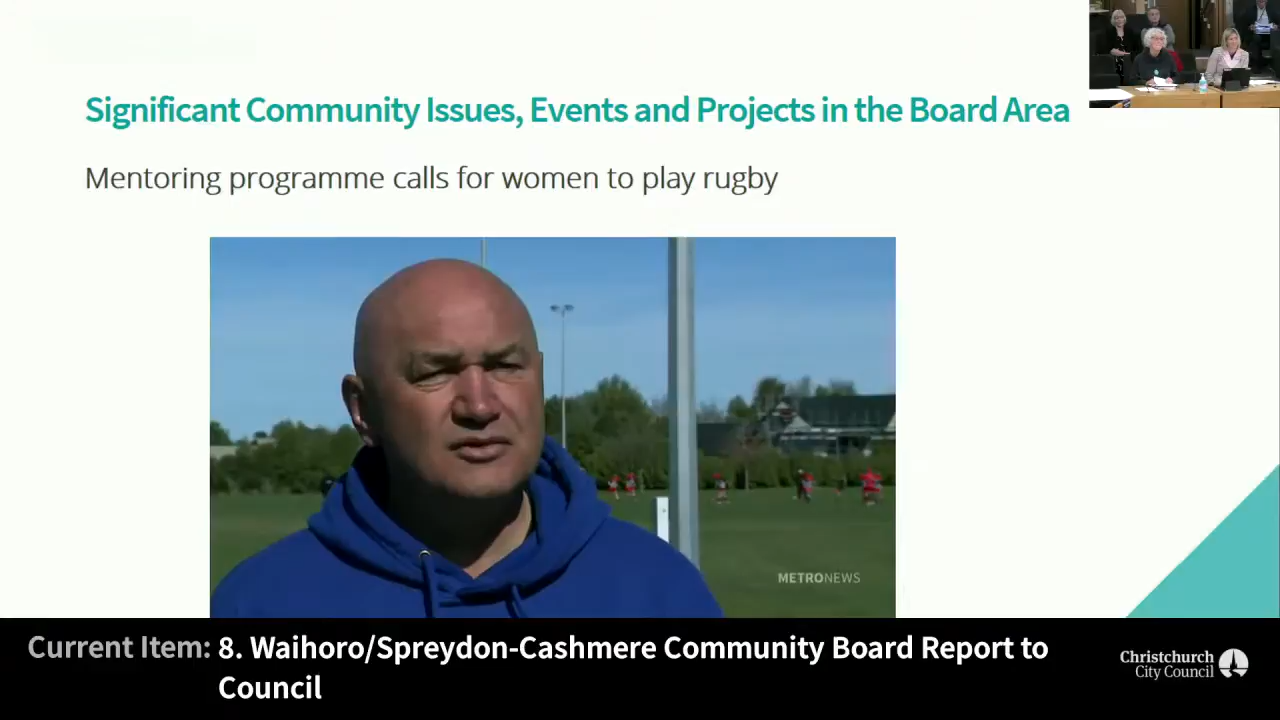 Significant Community Issues, Events and Projects in the Board Area
Mentoring programme calls for women to play rugby
METRONEWS
Current Item: 8. Waihoro/Spreydon-Cashmere Community Board Report to
Council
Christchurch
City Council